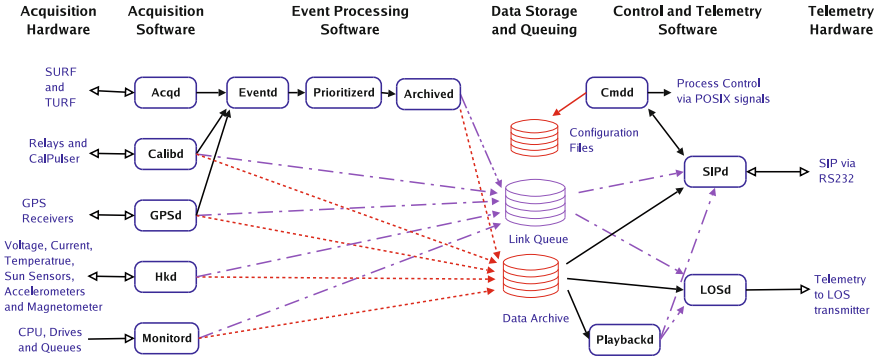 Acquisition Hardware
Acquisition Software
Event Processing Software
Data Storage and Queuing
Control and Telemetry Software
Telemetry Hardware
SURF and TURF
Acqd
Eventd
Prioritizerd
Archived
Cmdd
Process Control via POSIX signals
Relays and CalPulser
Calibd
Configuration Files
SIPd
SIP via RS232
GPS Receivers
GPSd
Link Queue
Voltage, Current, Temperatrue, Sun Sensors, Accelerometers and Magnetometer
Hkd
Data Archive
LOSd
Telemetry to LOS transmitter
CPU, Drives and Queues
Monitord
Playbackd